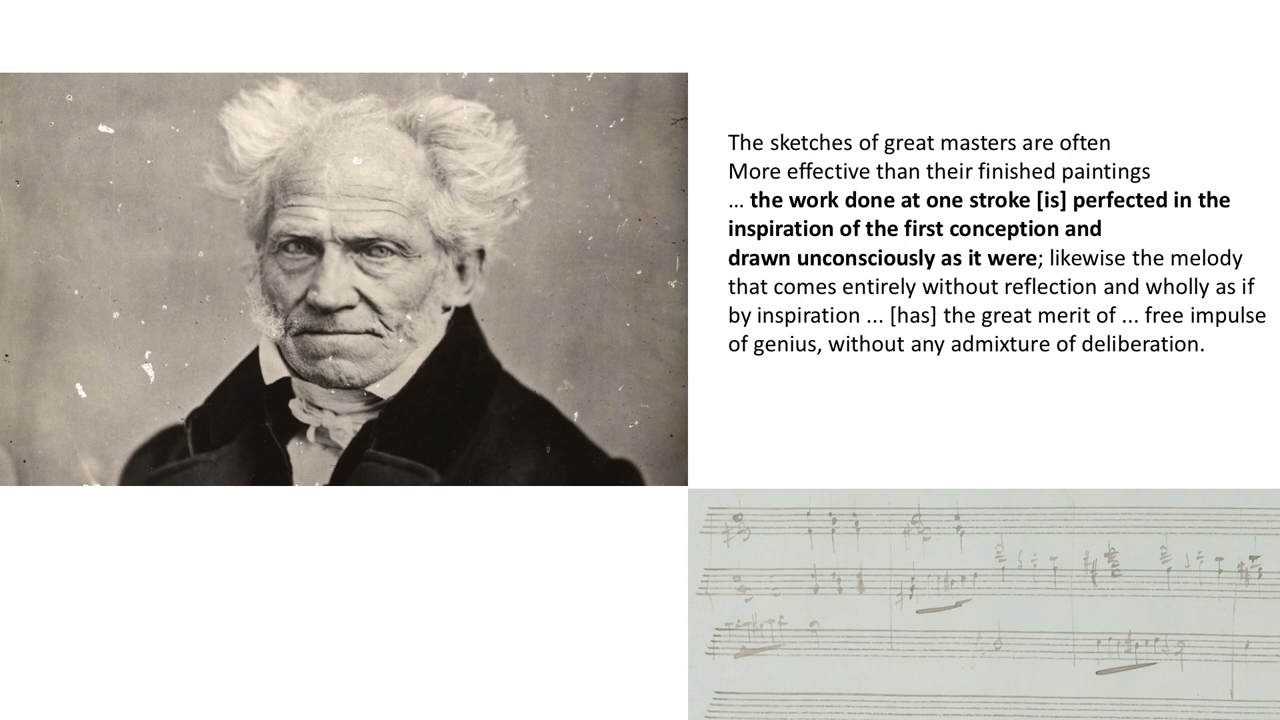 The sketches of great masters are often
More effective than their finished paintings
... the work done at one stroke [is] perfected in the
inspiration of the first conception and
drawn unconsciously as it were; likewise the melody
that comes entirely without reflection and wholly as if
by inspiration ... [has] the great merit of ... free impulse
of genius, without any admixture of deliberation.